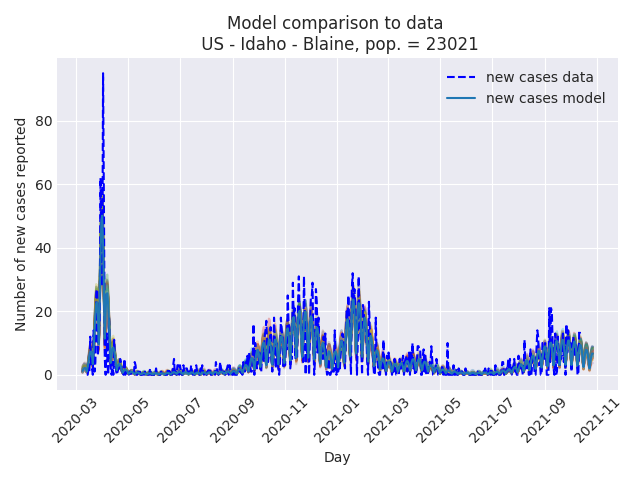 Model comparison to data
US - Idaho - Blaine, pop. = 23021
new cases data
new cases model
Number of new cases reported
80
60
40
20
0
2020-03
2020-05
2020-07
2020-09
2020-11
2021-01
2021-03
2021-05
2021-07
2021-09
2021-11
Day